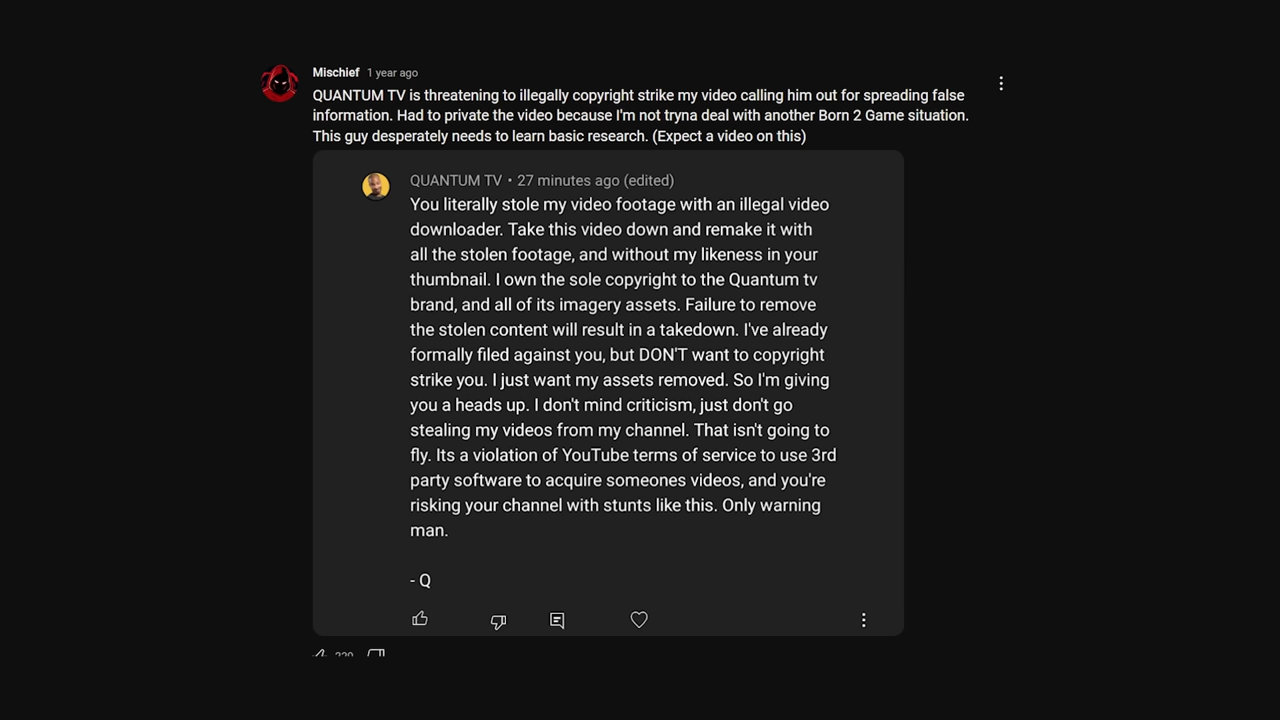 Mischief 1 year ago
QUANTUM TV is threatening to illegally copyright strike my video calling him out for spreading false
information. Had to private the video because I'm not tryna deal with another Born 2 Game situation.
This guy desperately needs to learn basic research. (Expect a video on this)
QUANTUM TV • 27 minutes ago (edited)
You literally stole my video footage with an illegal video
downloader. Take this video down and remake it with
all the stolen footage, and without my likeness in your
thumbnail. I own the sole copyright to the Quantum tv
brand, and all of its imagery assets. Failure to remove
the stolen content will result in a takedown. I've already
formally filed against you, but DON'T want to copyright
strike you. I just want my assets removed. So I'm giving
you a heads up. I don't mind criticism, just don't go
stealing my videos from my channel. That isn't going to
fly. Its a violation of YouTube terms of service to use 3rd
party software to acquire someones videos, and you're
risking your channel with stunts like this. Only warning
man.
- Q